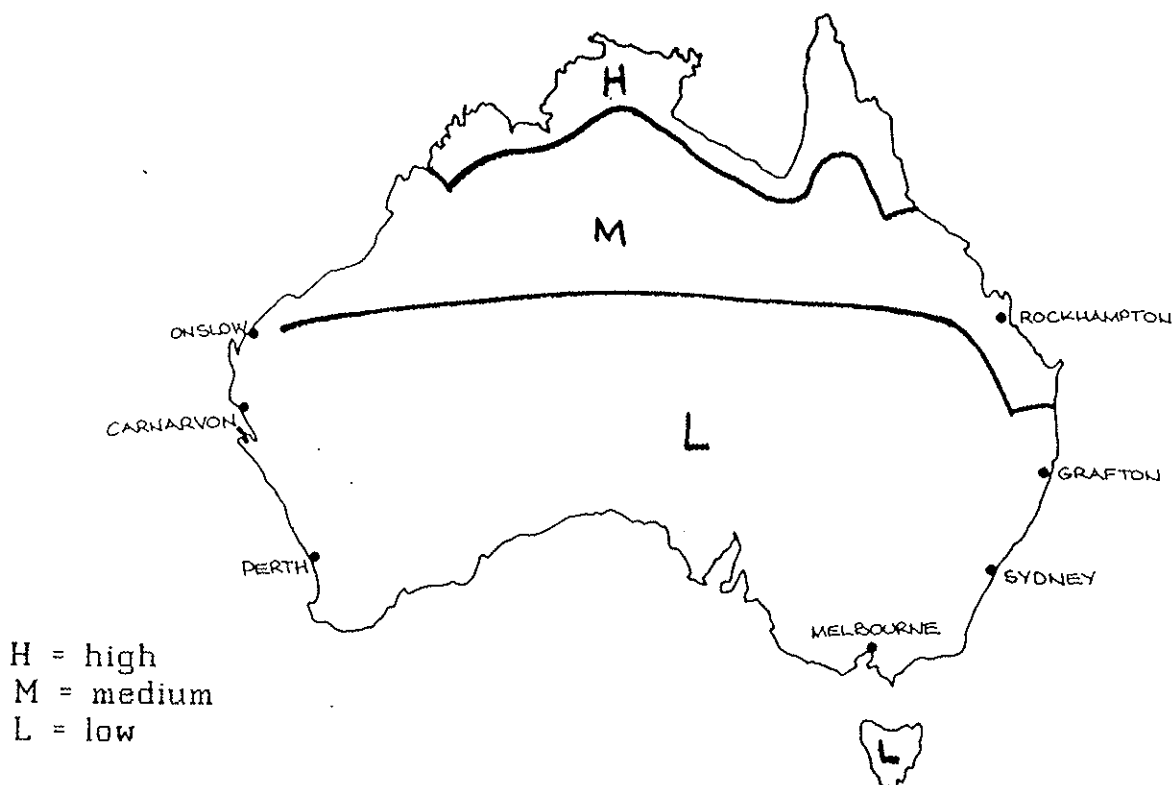 H
M
ONSLOW
ROCKHAMPTON
CARNARVON
L
GRAFTON
PERTH
SYDNEY
MELBOURNE
H = high
M = medium
L = low
L